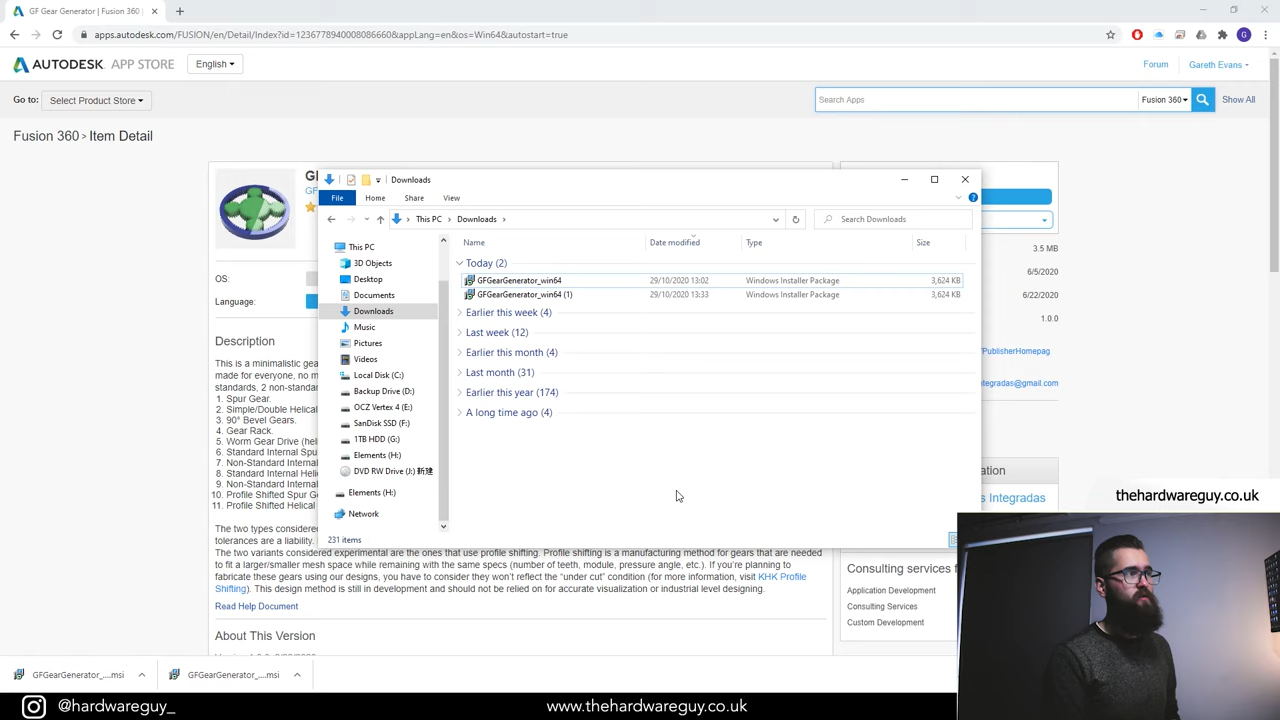 GF Gear Generator | Fusion 360
apps.autodesk.com/FUSION/en/Detail/Index?id=1236778940008086660&appLang=en&os=Win64&autostart=true
G
AUTODESK APP STORE
English
Forum
Gareth Evans
Go to:
Select Product Store
Search Apps
Fusion 360
Show All
Fusion 360 > Item Detail
Downloads
File
Home
Share
View
This PC
Downloads
Search Downloads
Name
Date modified
Type
Size
This PC
3D Objects
Desktop
Documents
Downloads
Music
Pictures
Videos
Local Disk (C:)
Backup Drive (D:)
OCZ Vertex 4 (E:)
SanDisk SSD (F:)
1TB HDD (G:)
Elements (H:)
DVD RW Drive (J:) 新建
Elements (H:)
Network
Today (2)
GFGearGenerator_win64 29/10/2020 13:02 Windows Installer Package 3,624 KB
GFGearGenerator_win64 (1) 29/10/2020 13:33 Windows Installer Package 3,624 KB
Earlier this week (4)
Last week (12)
Earlier this month (4)
Last month (31)
Earlier this year (174)
A long time ago (4)
231 items
GF
OS:
Language:
3.5 MB
6/5/2020
6/22/2020
1.0.0
/PublisherHomepag
integradas@gmail.com
Description
This is a minimalistic gear
made for everyone, no m
standards, 2 non-standar
1. Spur Gear.
2. Simple/Double Helical
3. 90° Bevel Gears.
4. Gear Rack.
5. Worm Gear Drive (heli
6. Standard Internal Spu
7. Non-Standard Internal
8. Standard Internal Heli
9. Non-Standard Internal
10. Profile Shifted Spur G
11. Profile Shifted Helical
The two types considered
tolerances are a liability.
The two variants considered experimental are the ones that use profile shifting. Profile shifting is a manufacturing method for gears that are needed
to fit a larger/smaller mesh space while remaining with the same specs (number of teeth, module, pressure angle, etc.). If you're planning to
fabricate these gears using our designs, you have to consider they won't reflect the "under cut" condition (for more information, visit KHK Profile
Shifting). This design method is still in development and should not be relied on for accurate visualization or industrial level designing.
Read Help Document
About This Version
ation
s Integradas
Consulting services f
Application Development
Consulting Services
Custom Development
thehardwareguy.co.uk
GFGearGenerator_....msi
GFGearGenerator_....msi
@hardwareguy_
www.thehardwareguy.co.uk